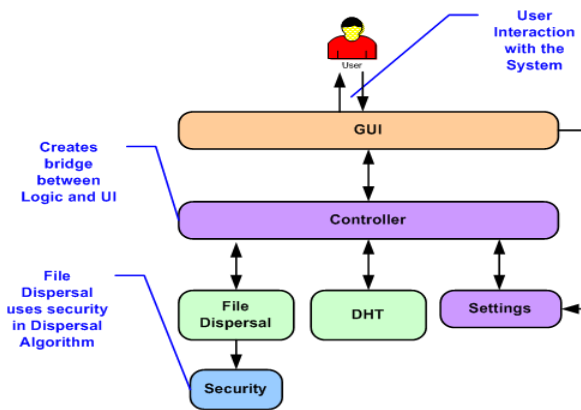 User
Interaction
with the
System
User
GUI
Creates
bridge
between
Logic and UI
Controller
File
Dispersal
uses security
in Dispersal
Algorithm
File
Dispersal
DHT
Settings
Security